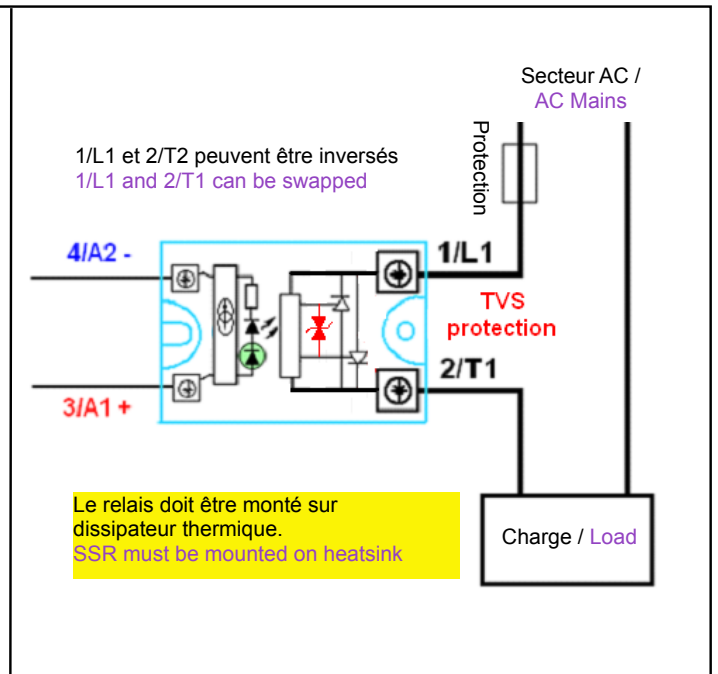 Secteur AC /
AC Mains
Protection
1/L1 et 2/T2 peuvent être inversés
1/L1 and 2/T1 can be swapped
4/A2 -
1/L1
TVS
protection
2/T1
3/A1 +
Le relais doit être monté sur
dissipateur thermique.
SSR must be mounted on heatsink
Charge / Load